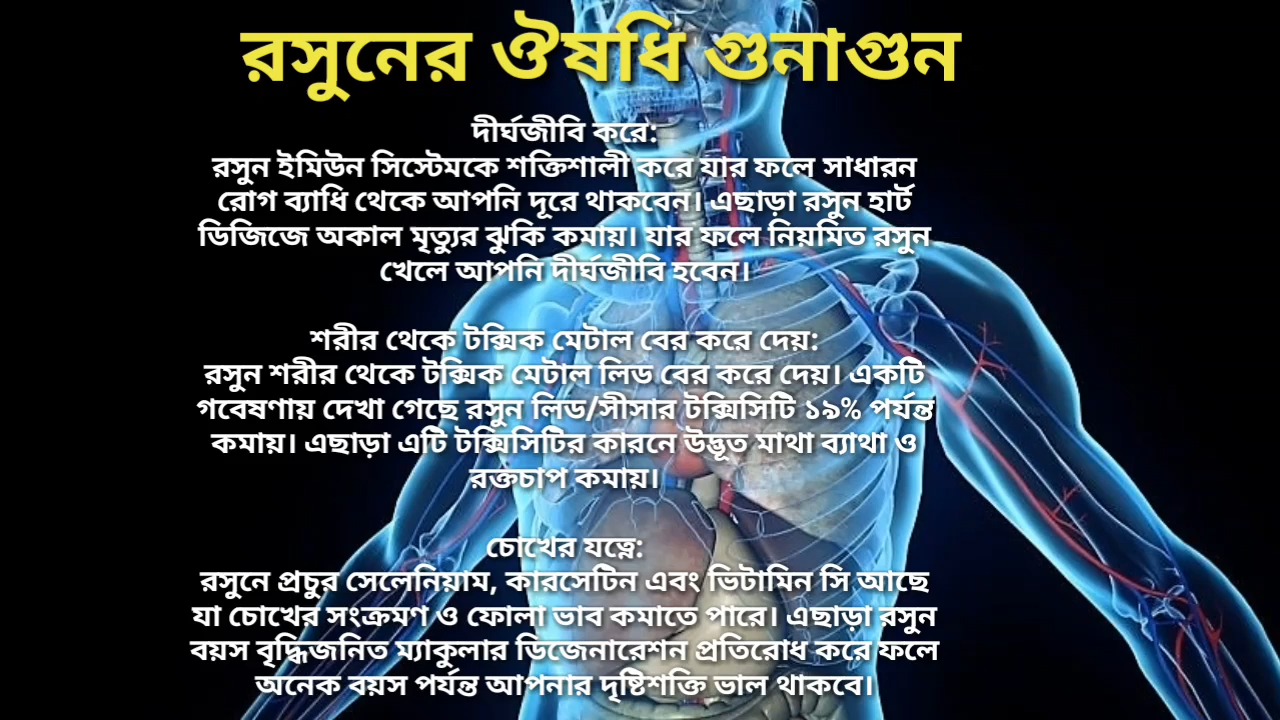 রসুনের ঔষধি গুনাগুন
দীর্ঘজীবি করে:
রসুন ইমিউন সিস্টেমকে শক্তিশালী করে যার ফলে সাধারন
রোগ ব্যাধি থেকে আপনি দূরে থাকবেন। এছাড়া রসুন হার্ট
ডিজিজে অকাল মৃত্যুর ঝুকি কমায়। যার ফলে নিয়মিত রসুন
খেলে আপনি দীর্ঘজীবি হবেন।
শরীর থেকে টক্সিক মেটাল বের করে দেয়:
রসুন শরীর থেকে টক্সিক মেটাল লিড বের করে দেয়। একটি
গবেষণায় দেখা গেছে রসুন লিড/সীসার টক্সিসিটি ১৯% পর্যন্ত
কমায়। এছাড়া এটি টক্সিসিটির কারনে উদ্ভূত মাথা ব্যাথা ও
রক্তচাপ কমায়।
চোখের যত্নে:
রসুনে প্রচুর সেলেনিয়াম, কারসেটিন এবং ভিটামিন সি আছে
যা চোখের সংক্রমণ ও ফোলা ভাব কমাতে পারে। এছাড়া রসুন
বয়স বৃদ্ধিজনিত ম্যাকুলার ডিজেনারেশন প্রতিরোধ করে ফলে
অনেক বয়স পর্যন্ত আপনার দৃষ্টিশক্তি ভাল থাকবে।